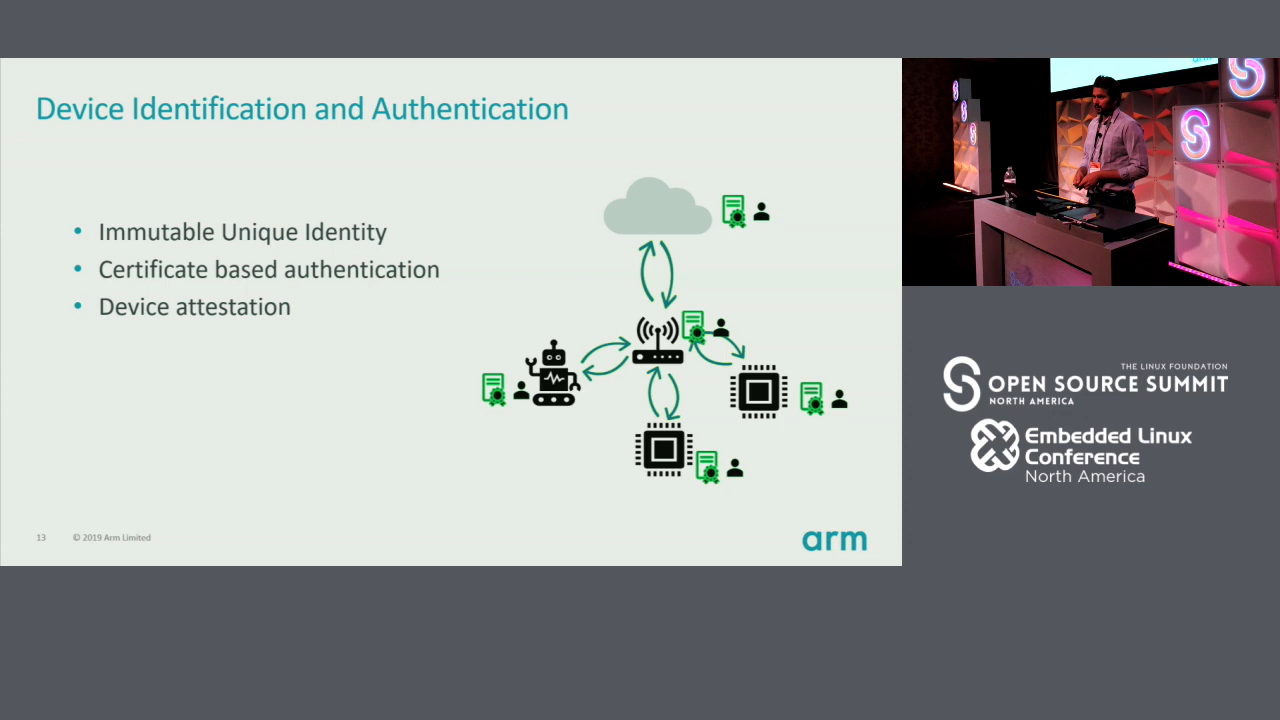 Device Identification and Authentication
• Immutable Unique Identity
• Certificate based authentication
• Device attestation
13 © 2019 Arm Limited
arm
THE LINUX FOUNDATION
OPEN SOURCE SUMMIT
NORTH AMERICA
Embedded Linux
Conference
North America